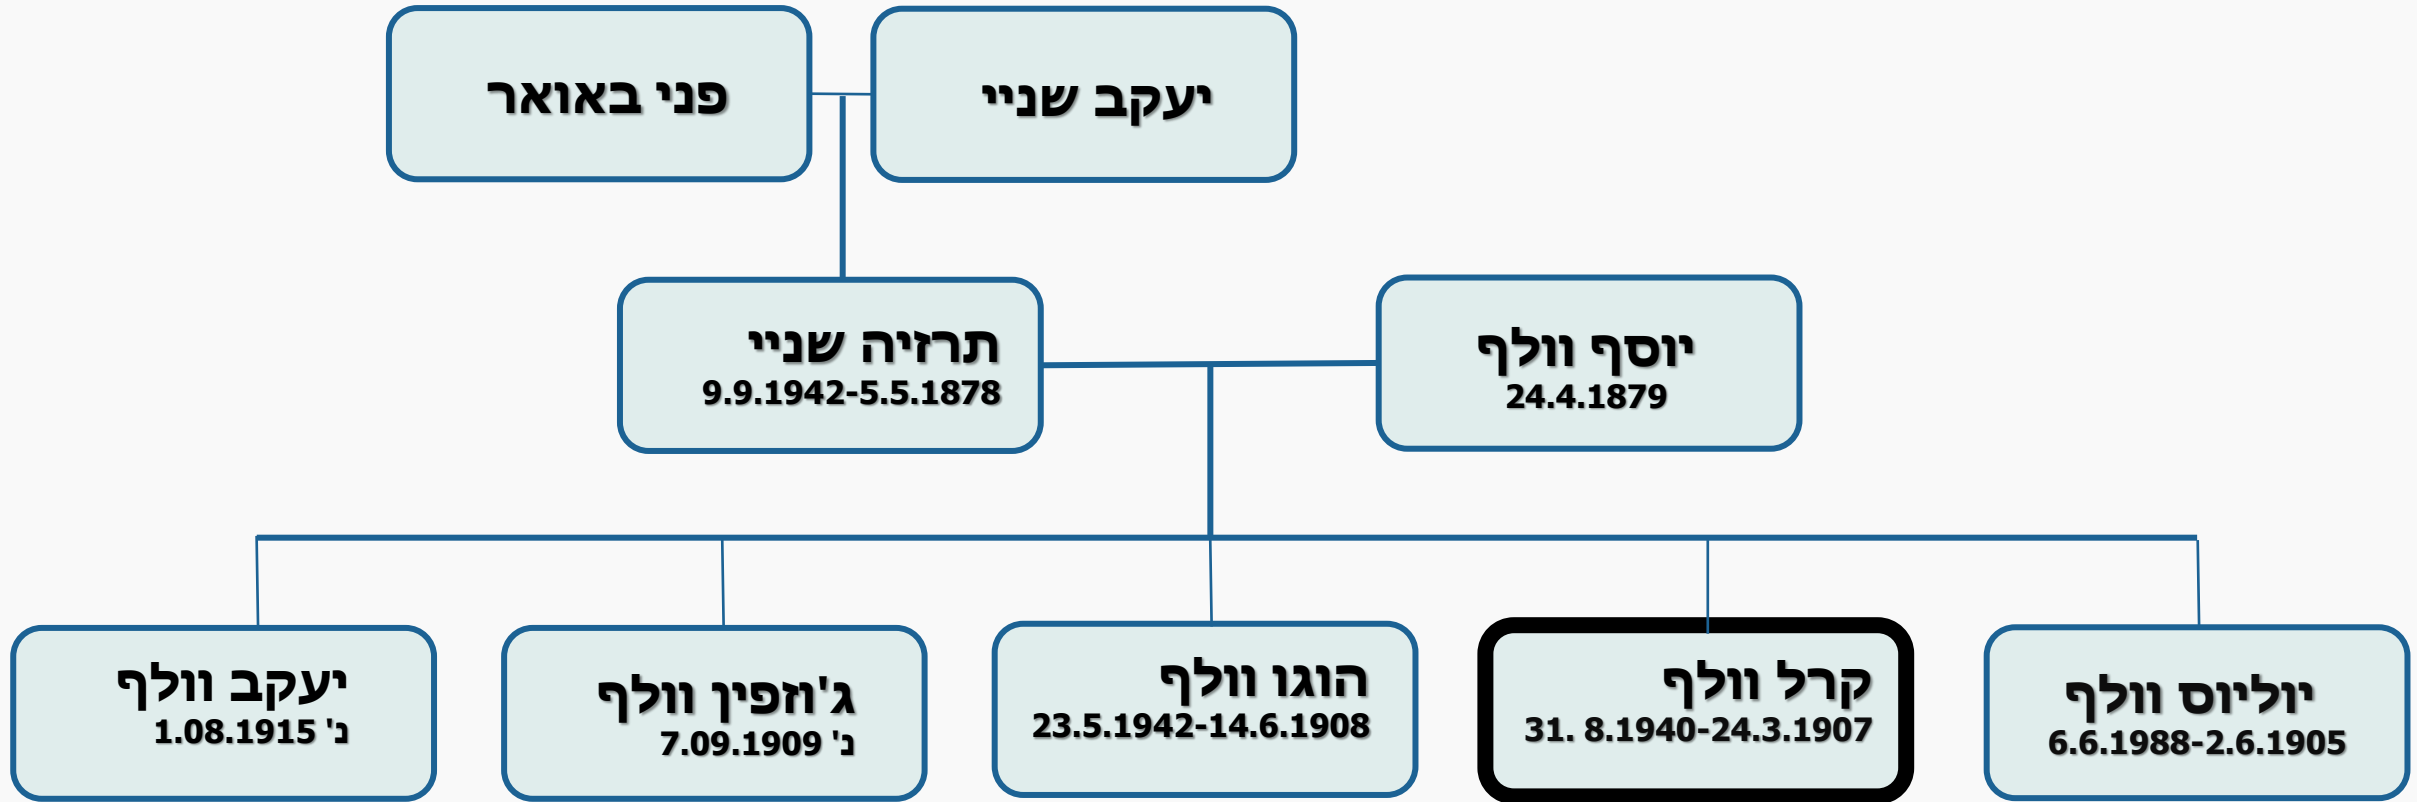 יעקב שניי
פני באואר
יוסף וולף
24.4.1879
תרזיה שניי
9.9.1942-5.5.1878
יוליוס וולף
6.6.1988-2.6.1905
קרל וולף
31. 8.1940-24.3.1907
הוגו וולף
23.5.1942-14.6.1908
ג'וזפין וולף
נ' 7.09.1909
יעקב וולף
נ' 1.08.1915